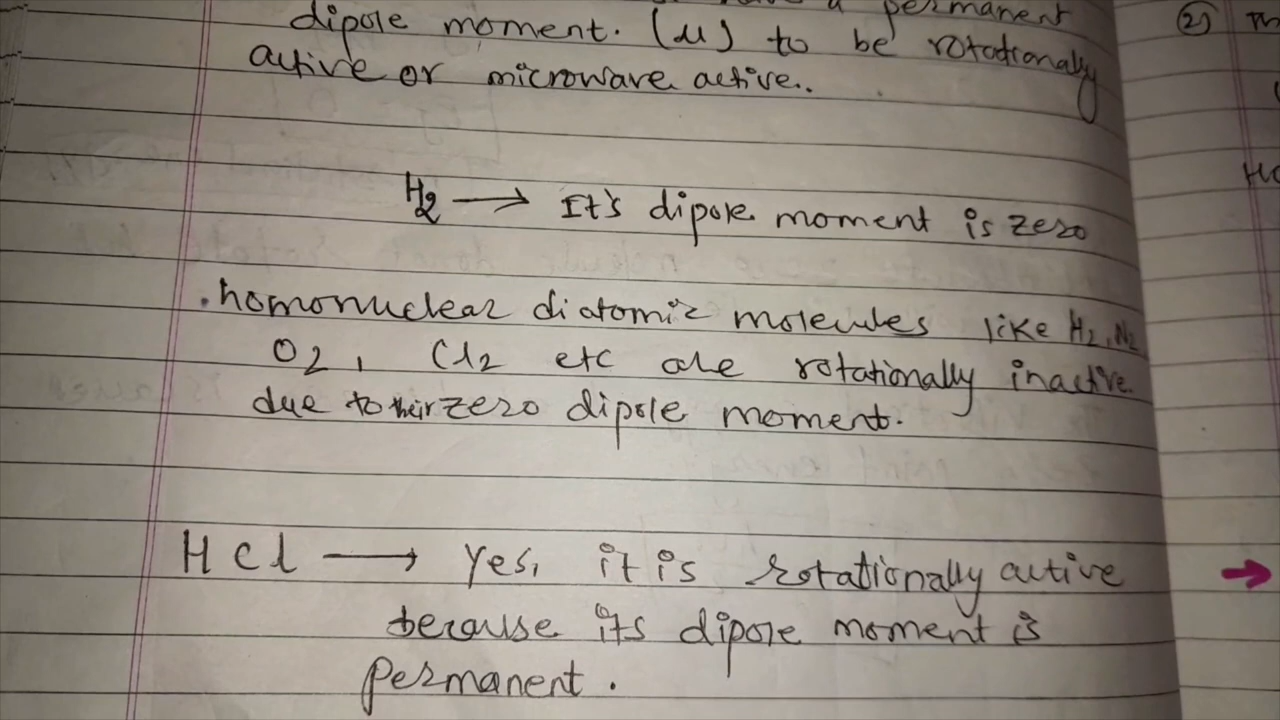 a permanent
dipole moment. (μ) to be rotationally
active or microwave active..
H2 → It's dipole moment is zero
. homonuclear diatomic molecules like H2, N2
O2, Cl2 etc are rotationally inactive.
due to their zero dipole moment.
HCl → Yes, it is rotationally active
because its dipole moment is
permanent.
(2)